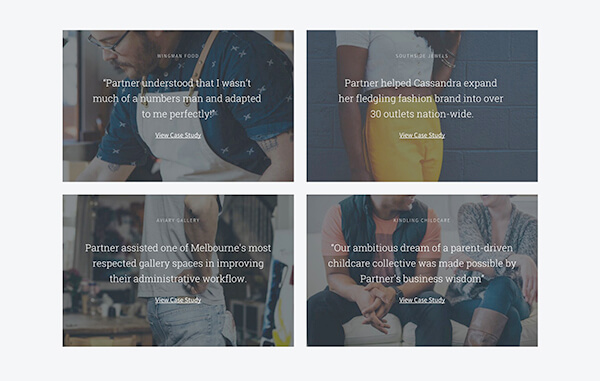 WINGMAN FOOD
"Partner understood that I wasn't
much of a numbers man and adapted
to me perfectly!"
View Case Study
JEWELS
Partner helped Cassandra expand
her fledgling fashion brand into over
30 outlets nation-wide.
View Case Study
AVIARY GALLERY
Partner assisted one of Melbourne's most
respected gallery spaces in improving
their administrative workflow.
View Case Study
KINDLING CHILDCARE
"Our ambitious dream of a parent-driven
childcare collective was made possible by
Partner's business wisdom"
View Case Study